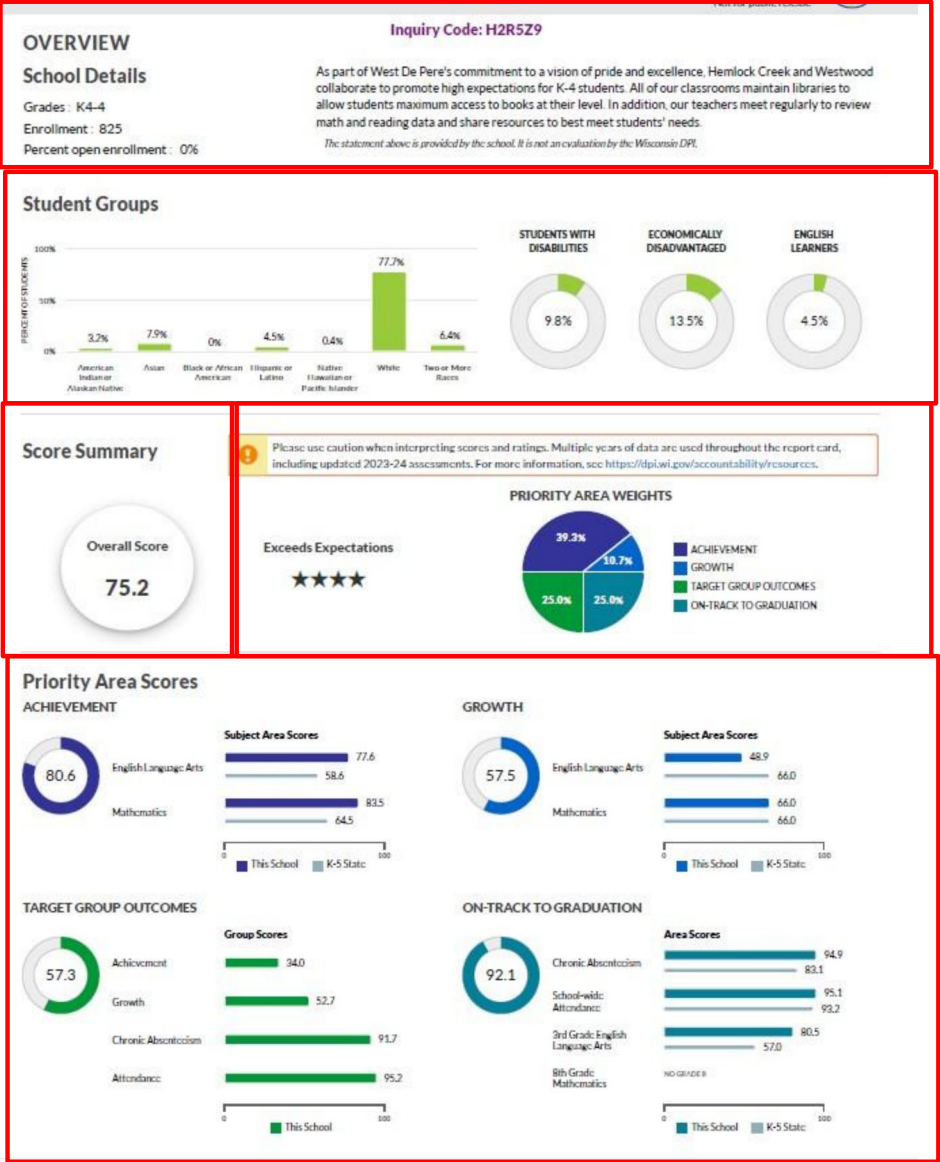 Not for public release
Inquiry Code: H2R5Z9
OVERVIEW
School Details
Grades : K4-4
Enrollment : 825
Percent open enrollment : 0%
As part of West De Pere's commitment to a vision of pride and excellence, Hemlock Creek and Westwood
collaborate to promote high expectations for K-4 students. All of our classrooms maintain libraries to
allow students maximum access to books at their level. In addition, our teachers meet regularly to review
math and reading data and share resources to best meet students' needs.
The statement above is provided by the school. It is not an evaluation by the Wisconsin DPI.
Student Groups
PERCENT OF STUDENTS
100%
50%
0%
3.2%
7.9%
0%
4.5%
0.4%
77.7%
6.4%
American
Indian or
Alaskan Native
Asian
Black or African
American
Hispanic or
Latino
Native
Hawaiian or
Pacific Islander
White
Two or More
Races
STUDENTS WITH
DISABILITIES
9.8%
ECONOMICALLY
DISADVANTAGED
13.5%
ENGLISH
LEARNERS
4.5%
Score Summary
Please use caution when interpreting scores and ratings. Multiple years of data are used throughout the report card,
including updated 2023-24 assessments. For more information, see https://dpi.wi.gov/accountability/resources.
Overall Score
75.2
Exceeds Expectations
★★★★
PRIORITY AREA WEIGHTS
39.3%
10.7%
25.0%
25.0%
ACHIEVEMENT
GROWTH
TARGET GROUP OUTCOMES
ON-TRACK TO GRADUATION
Priority Area Scores
ACHIEVEMENT
80.6
Subject Area Scores
English Language Arts
77.6
58.6
Mathematics
83.5
64.5
0
100
This School
K-5 State
GROWTH
57.5
Subject Area Scores
English Language Arts
48.9
66.0
Mathematics
66.0
66.0
0
100
This School
K-5 State
TARGET GROUP OUTCOMES
57.3
Group Scores
Achievement
34.0
Growth
52.7
Chronic Absenteeism
91.7
Attendance
95.2
0
100
This School
ON-TRACK TO GRADUATION
92.1
Area Scores
Chronic Absenteeism
94.9
83.1
School-wide
Attendance
95.1
93.2
3rd Grade English
Language Arts
80.5
57.0
8th Grade
Mathematics
NO GRADE 8
0
100
This School
K-5 State